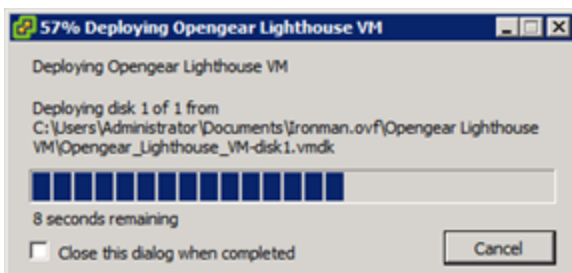 57% Deploying Opengear Lighthouse VM
Deploying Opengear Lighthouse VM
Deploying disk 1 of 1 from
C:\Users\Administrator\Documents\Ironman.ovf\Opengear Lighthouse
VM\Opengear_Lighthouse_VM-disk1.vmdk
8 seconds remaining
Close this dialog when completed
Cancel